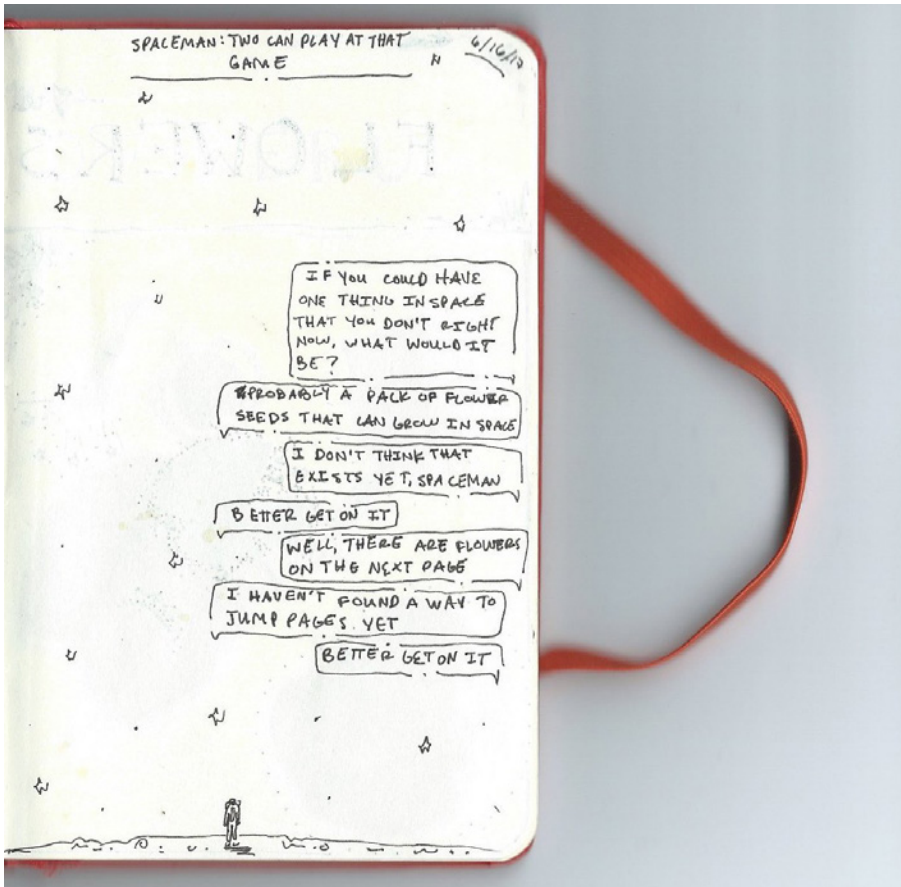 SPACEMAN: TWO CAN PLAY AT THAT
GAME
6/16/17
FLOWERS
IF YOU COULD HAVE
ONE THING IN SPACE
THAT YOU DON'T RIGHT
NOW, WHAT WOULD IT
BE?
PROBABLY A PACK OF FLOWER
SEEDS THAT CAN GROW IN SPACE
I DON'T THINK THAT
EXISTS YET, SPACEMAN
BETTER GET ON IT
WELL, THERE ARE FLOWERS
ON THE NEXT PAGE
I HAVEN'T FOUND A WAY TO
JUMP PAGES YET
BETTER GET ON IT